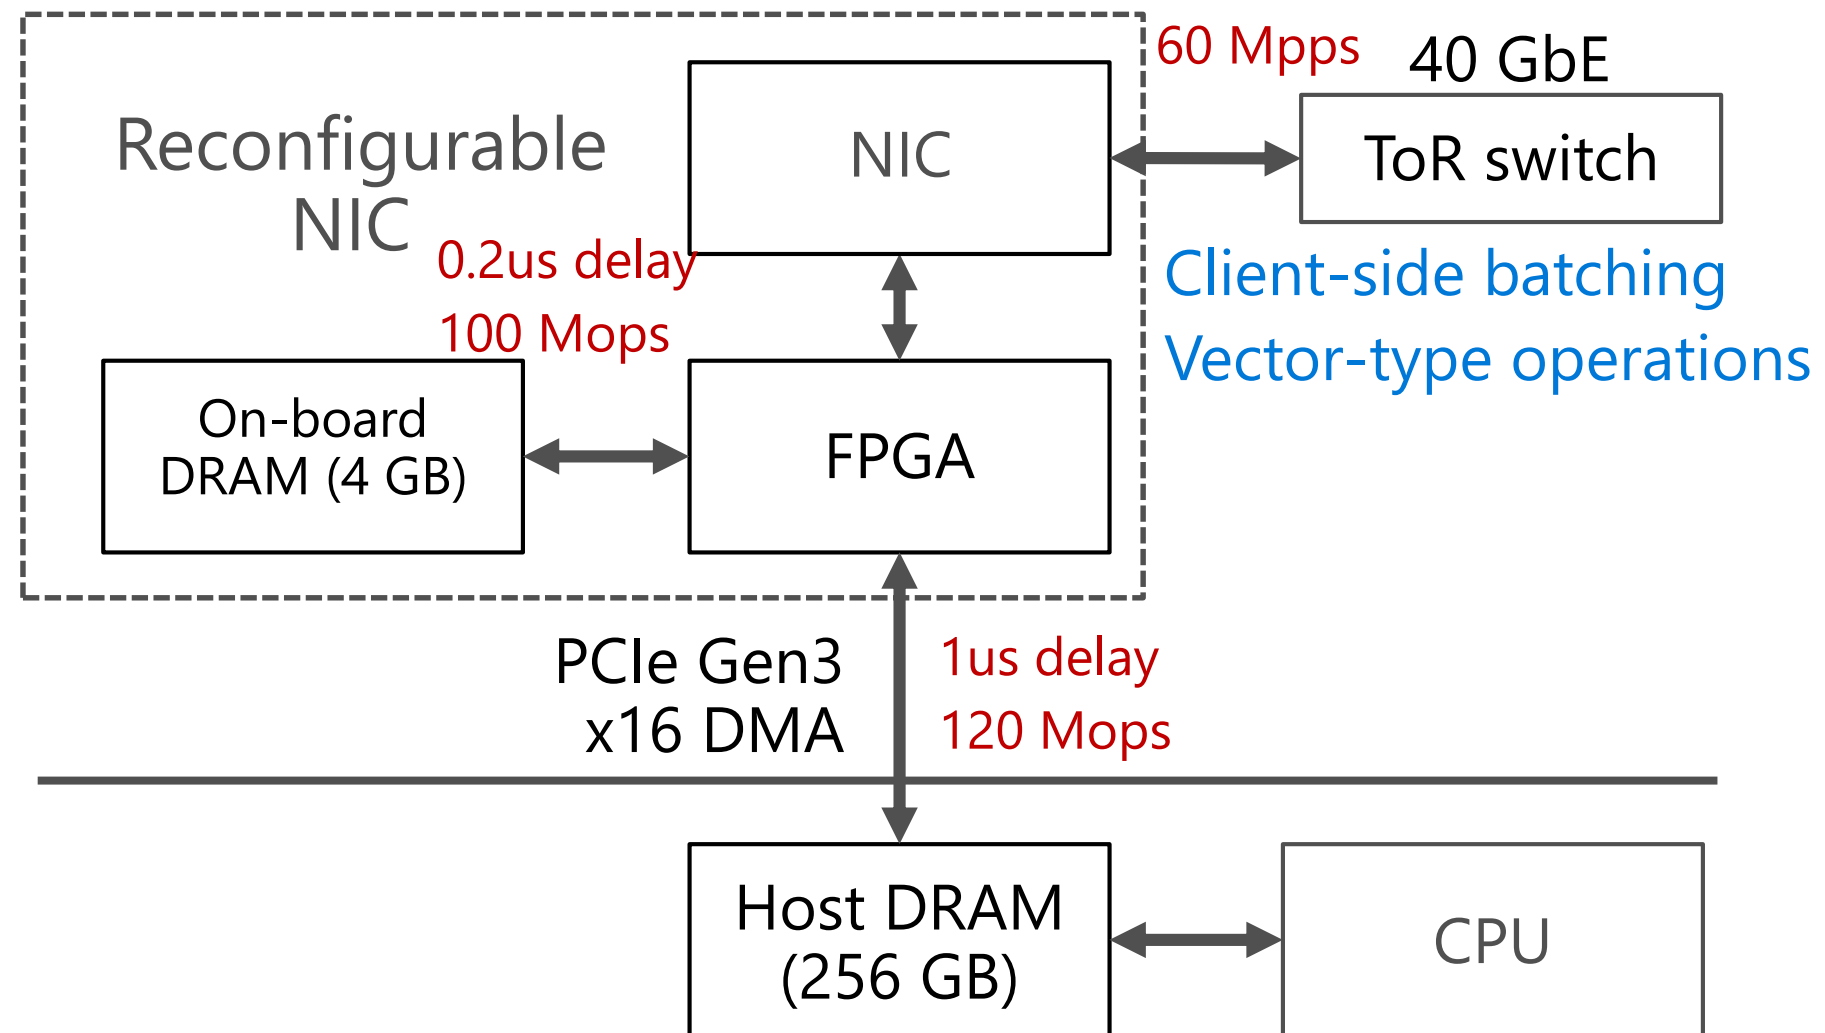 60 Mpps
40 GbE
Reconfigurable
NIC
NIC
ToR switch
0.2us delay
100 Mops
Client-side batching
Vector-type operations
On-board
DRAM (4 GB)
FPGA
PCIe Gen3
x16 DMA
1us delay
120 Mops
Host DRAM
(256 GB)
CPU